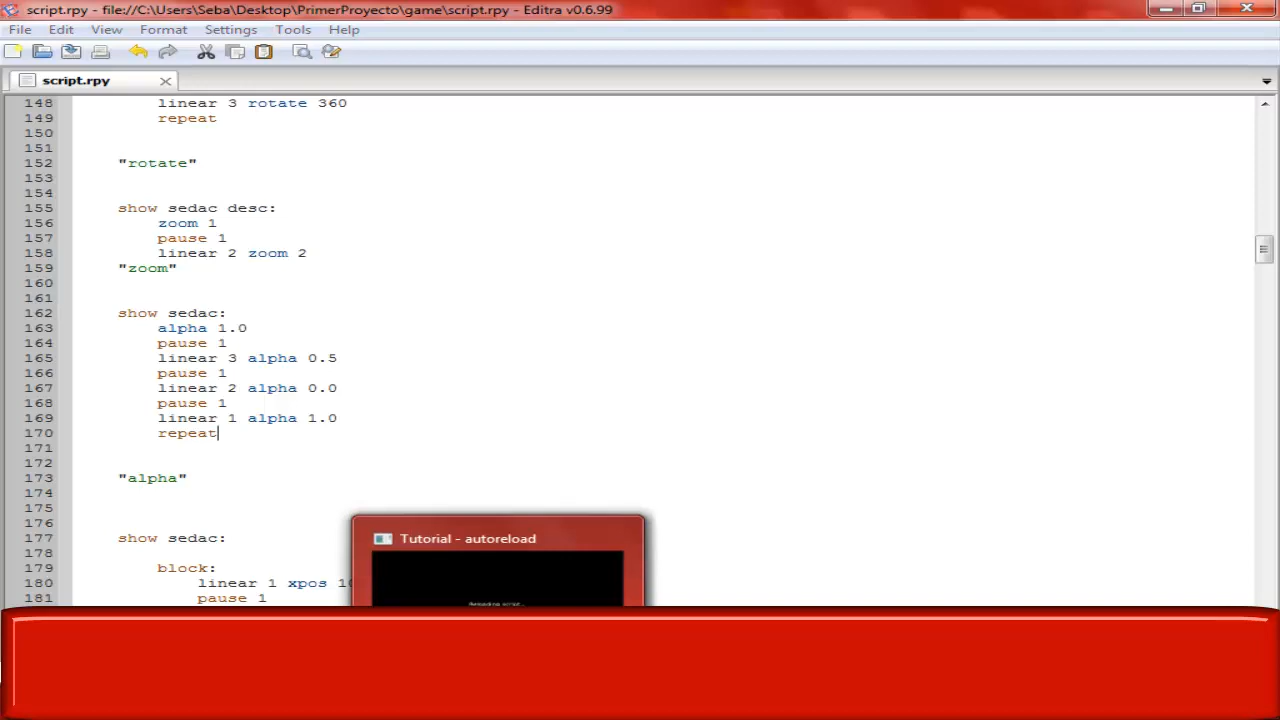 script.rpy - file://C:\Users\Seba\Desktop\PrimerProyecto\game\script.rpy - Editra v0.6.99
File Edit View Format Settings Tools Help
script.rpy
148 linear 3 rotate 360
149 repeat
150
151
152 "rotate"
153
154
155 show sedac desc:
156 zoom 1
157 pause 1
158 linear 2 zoom 2
159 "zoom"
160
161
162 show sedac:
163 alpha 1.0
164 pause 1
165 linear 3 alpha 0.5
166 pause 1
167 linear 2 alpha 0.0
168 pause 1
169 linear 1 alpha 1.0
170 repeat
171
172
173 "alpha"
174
175
176
Tutorial - autoreload
177 show sedac:
178
179 block:
180 linear 1 xpos
181 pause 1